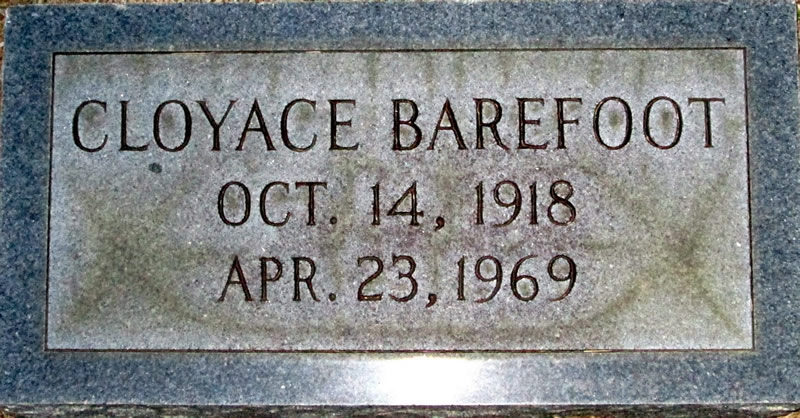 CLOYACE BAREFOOT
OCT. 14, 1918
APR. 23, 1969